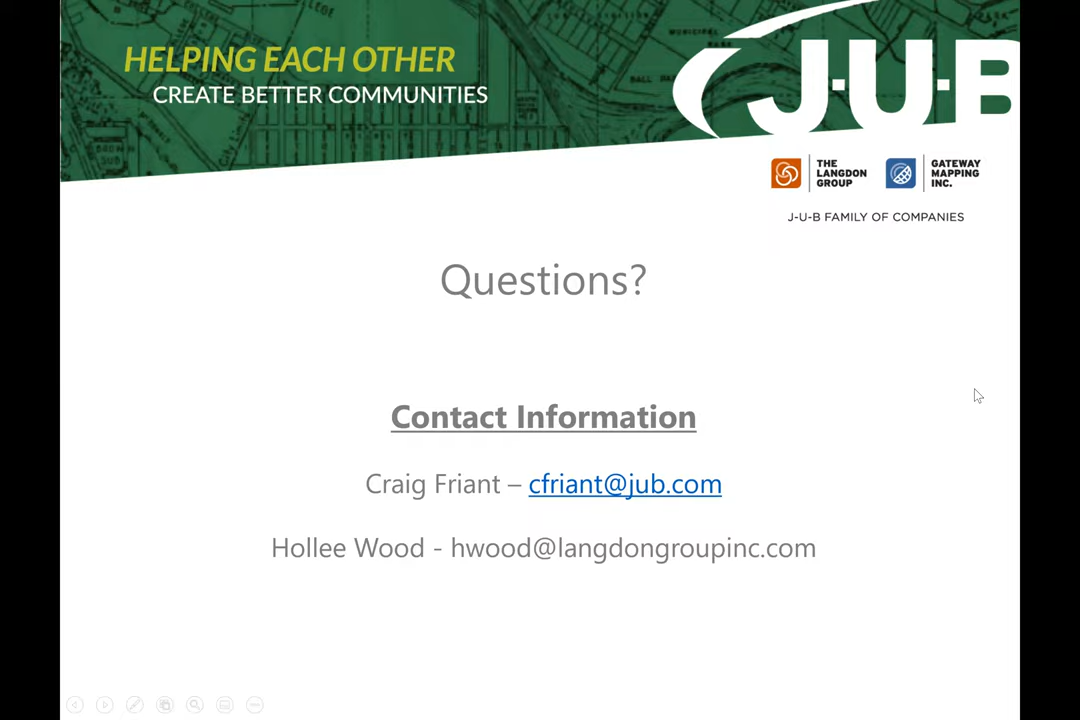 HELPING EACH OTHER
CREATE BETTER COMMUNITIES
J·U·B
THE
LANGDON
GROUP
GATEWAY
MAPPING
INC.
J-U-B FAMILY OF COMPANIES
Questions?
Contact Information
Craig Friant – cfriant@jub.com
Hollee Wood - hwood@langdongroupinc.com